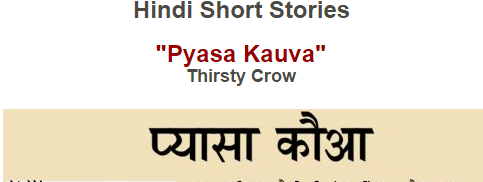 Hindi Short Stories
"Pyasa Kauva"
Thirsty Crow
प्यासा कौआ